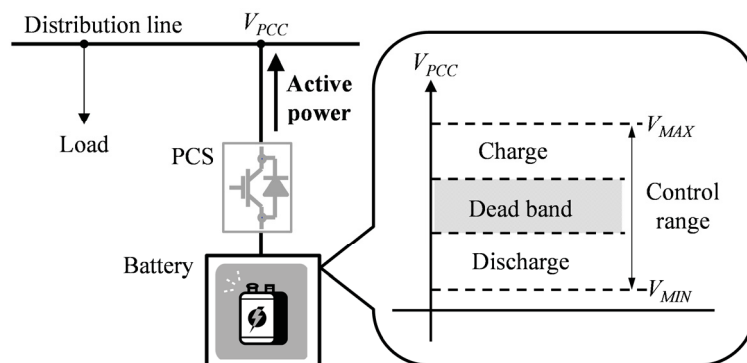 Distribution line
V_PCC
Active
power
Load
PCS
Battery
V_PCC
V_MAX
Charge
Dead band
Control
range
Discharge
V_MIN